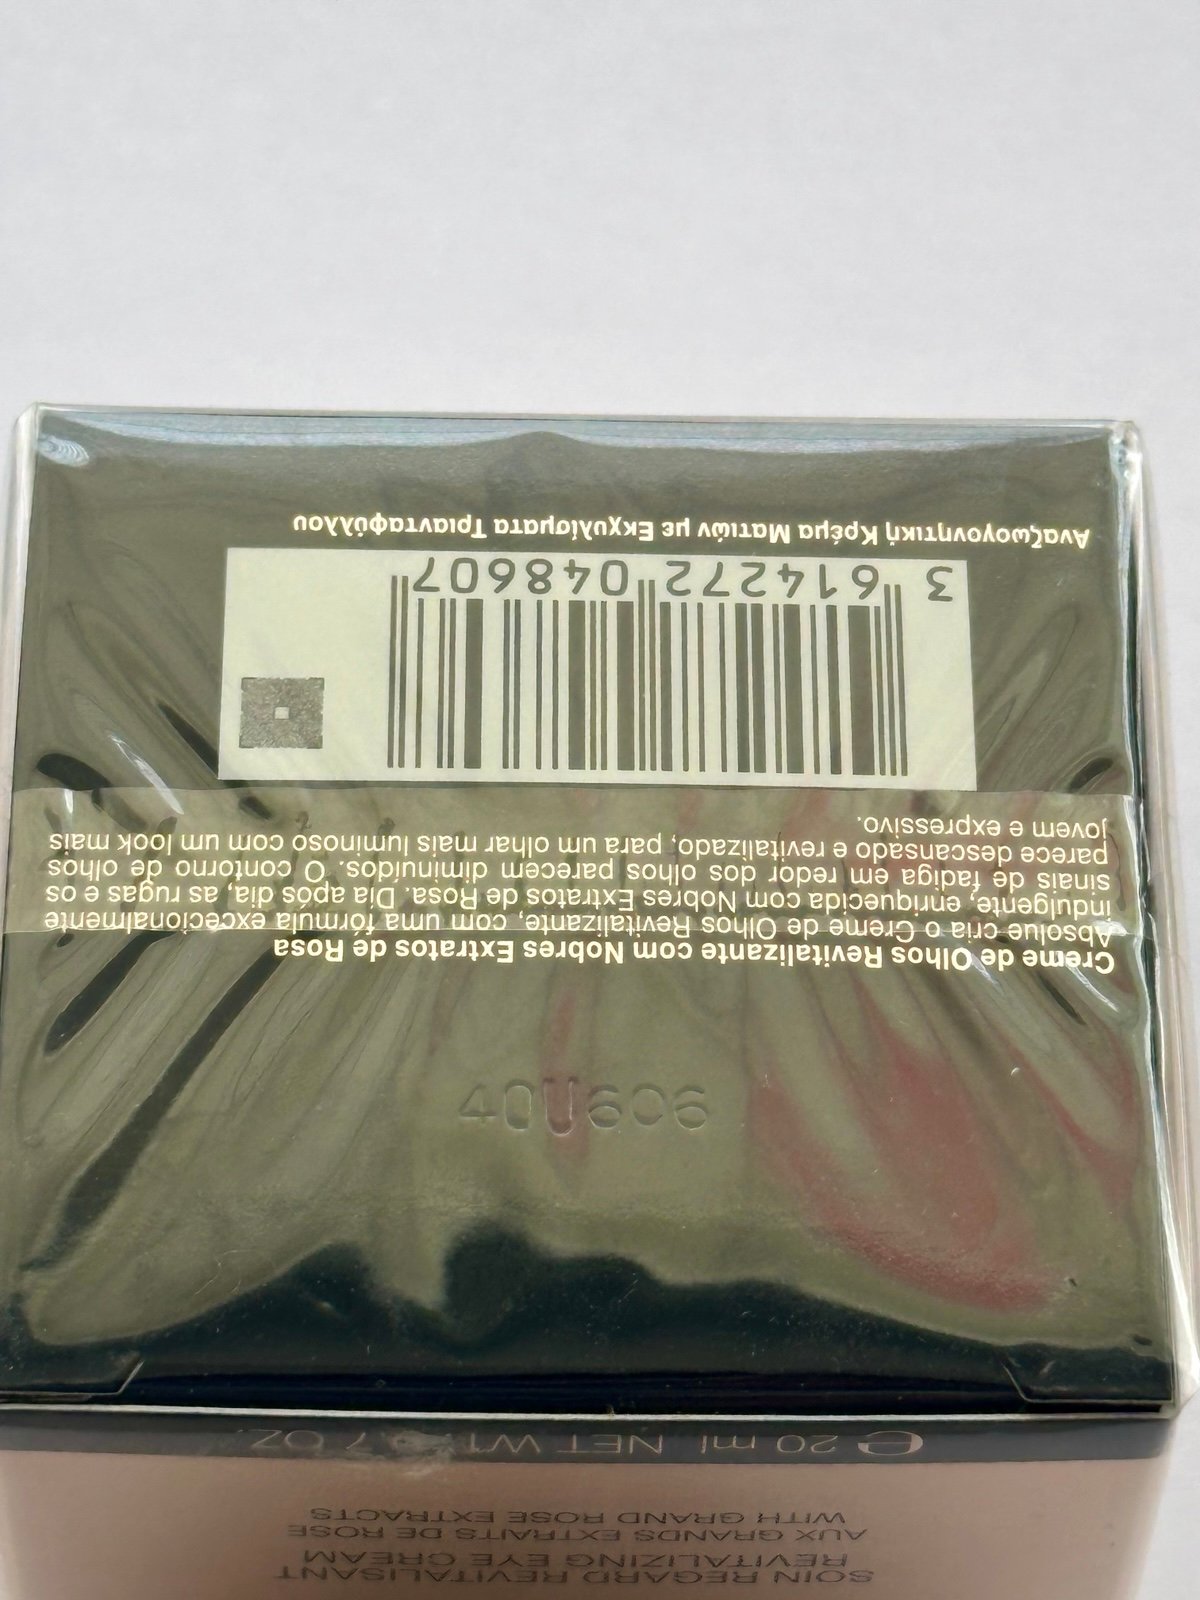 SOIN REGARD REVITALISANT
REVITALIZING EYE CREAM
AUX GRANDS EXTRAITS DE ROSE
WITH GRAND ROSE EXTRACTS
℮ 20 ml NET WT. 0.7 OZ.
40U606
Creme de Olhos Revitalizante com Nobres Extratos de Rosa
Absolue cria o Creme de Olhos Revitalizante, com uma fórmula excecionalmente
indulgente, enriquecida com Nobres Extratos de Rosa. Dia após dia, as rugas e os
sinais de fadiga em redor dos olhos parecem diminuídos. O contorno de olhos
parece descansado e revitalizado, para um olhar mais luminoso com um look mais
jovem e expressivo.
3 614272 048607
Αναζωογονητική Κρέμα Ματιών με Εκχυλίσματα Τριαντάφυλλου